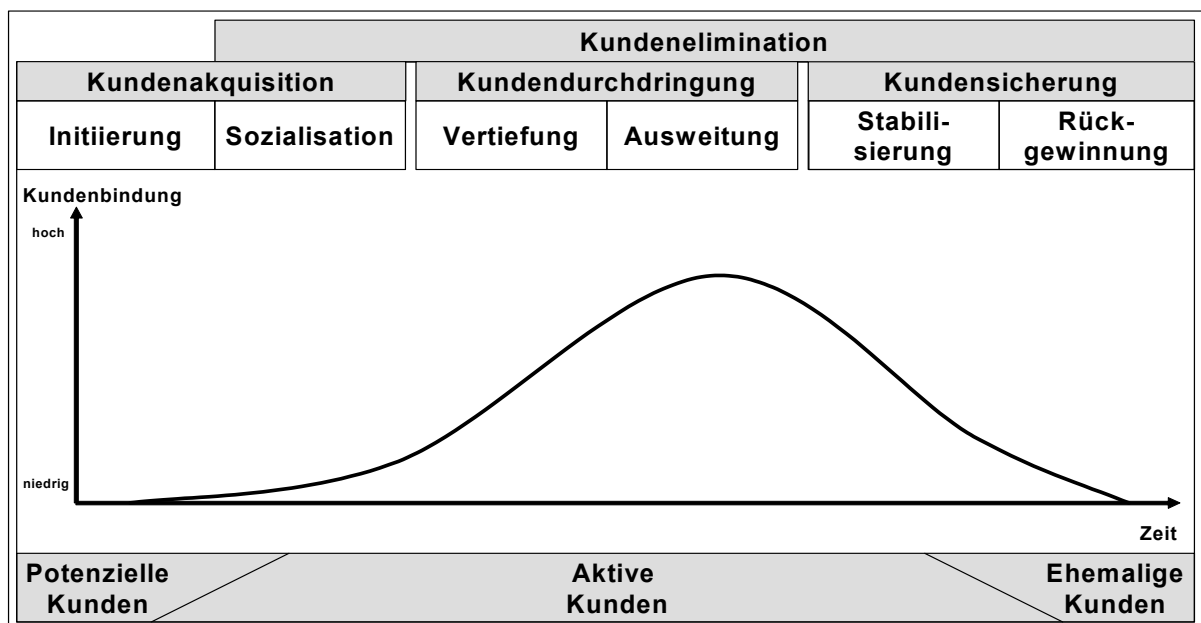 Kundenelimination
Kundenakquisition Kundendurchdringung Kundensicherung
Initiierung Sozialisation Vertiefung Ausweitung Stabili-
sierung Rück-
gewinnung
Kundenbindung
hoch
niedrig
Zeit
Potenzielle
Kunden
Aktive
Kunden
Ehemalige
Kunden